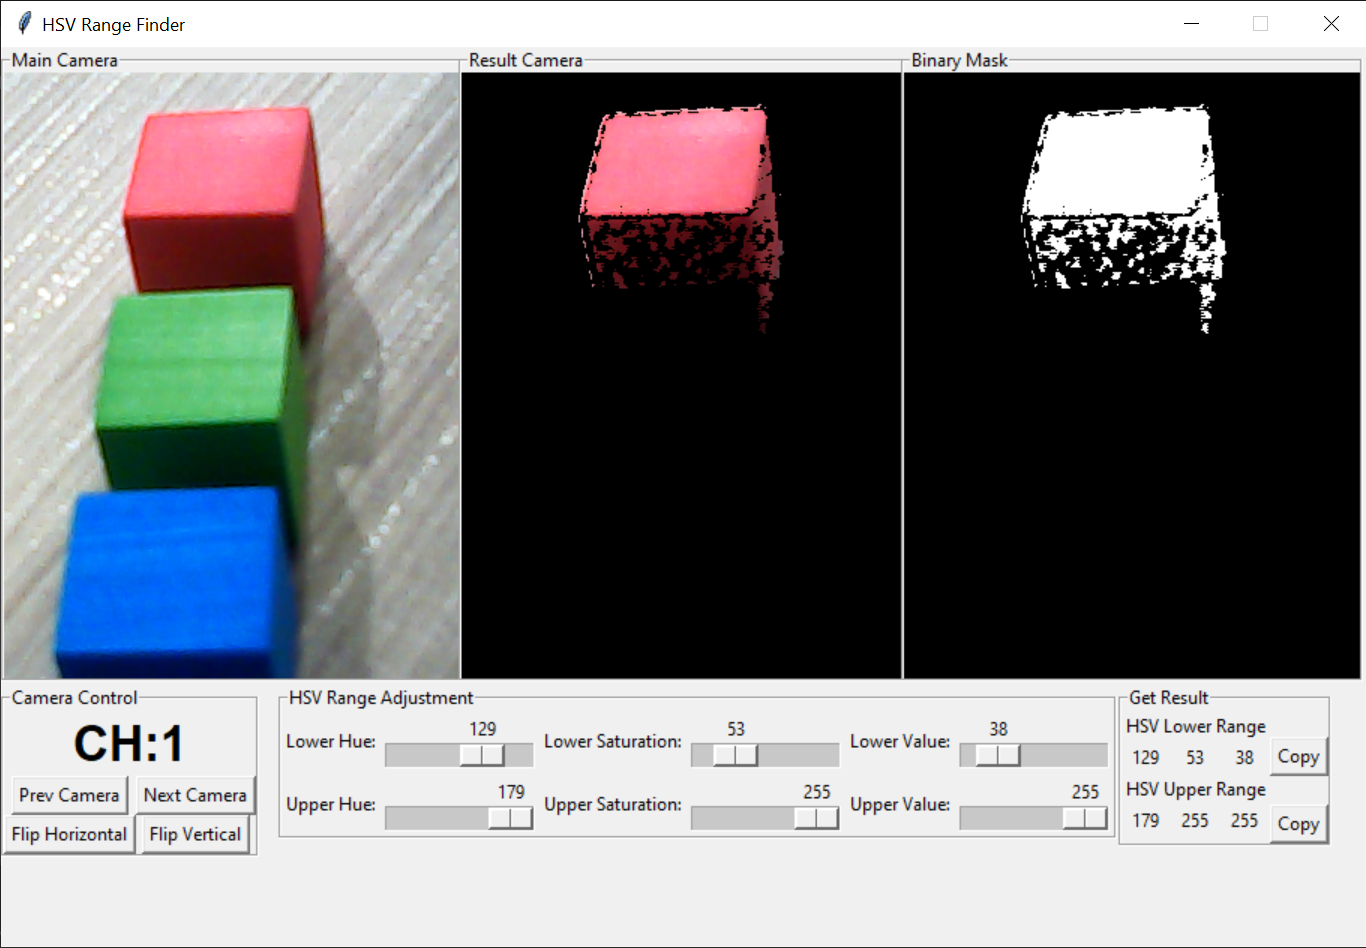 HSV Range Finder
Main Camera
Result Camera
Binary Mask
Camera Control
CH:1
Prev Camera
Next Camera
Flip Horizontal
Flip Vertical
HSV Range Adjustment
129
53
38
Lower Hue:
Lower Saturation:
Lower Value:
179
255
255
Upper Hue:
Upper Saturation:
Upper Value:
Get Result
HSV Lower Range
129 53 38 Copy
HSV Upper Range
179 255 255 Copy